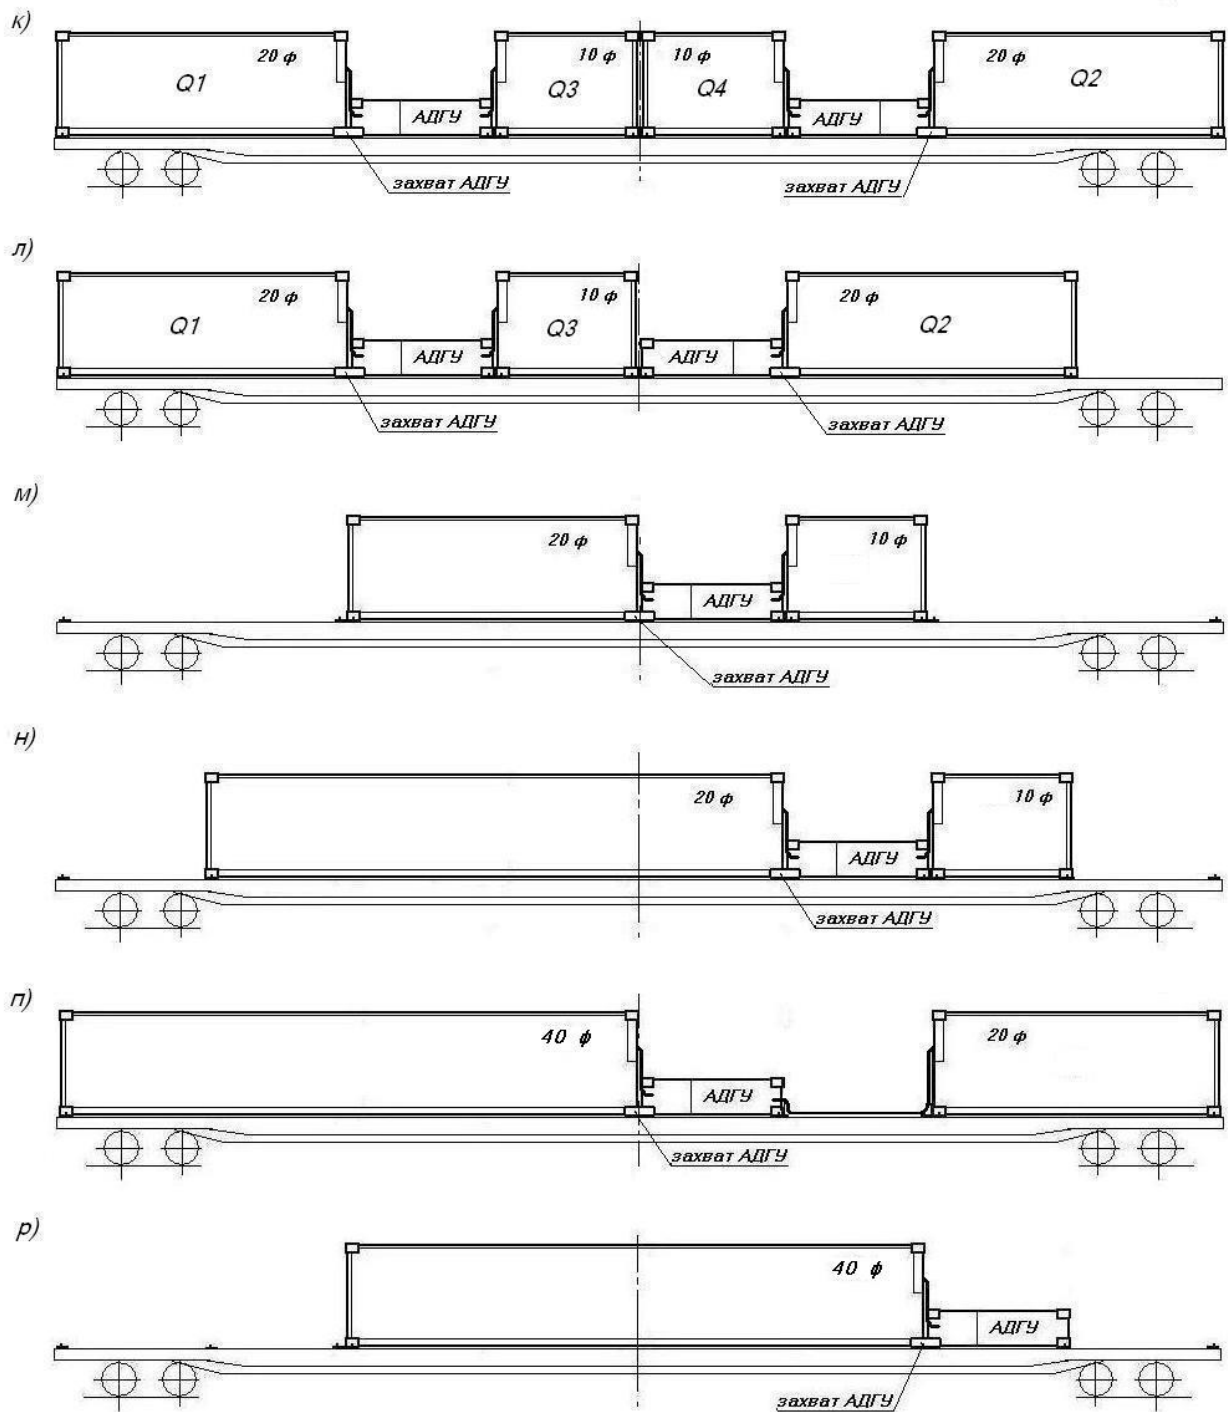 к)
20 ф 10 ф 10 ф 20 ф
Q1 Q3 Q4 Q2
АДГУ АДГУ
захват АДГУ захват АДГУ
л)
20 ф 10 ф 20 ф
Q1 Q3 Q2
АДГУ АДГУ
захват АДГУ захват АДГУ
м)
20 ф 10 ф
АДГУ
захват АДГУ
н)
20 ф 10 ф
АДГУ
захват АДГУ
п)
40 ф 20 ф
АДГУ
захват АДГУ
р)
40 ф
АДГУ
захват АДГУ